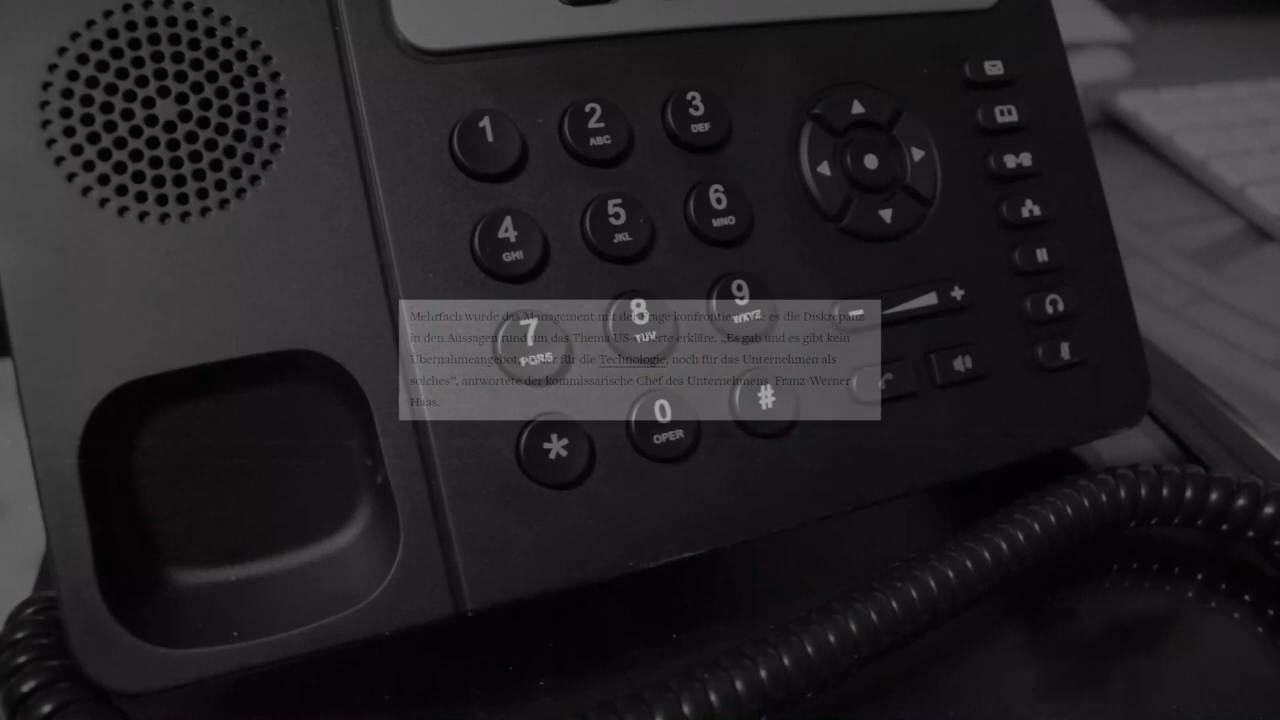 1
2
ABC
3
DEF
4
GHI
5
JKL
6
MNO
7
PQRS
8
TUV
9
WXYZ
*
0
OPER
#
+
−
Mehrfach wurde das Management mit der Frage konfrontiert, wie es die Diskrepanz
in den Aussagen rund um das Thema US-Offerte erkläre. „Es gab und es gibt kein
Übernahmeangebot, weder für die Technologie, noch für das Unternehmen als
solches“, antwortete der kommissarische Chef des Unternehmens, Franz-Werner
Haas.